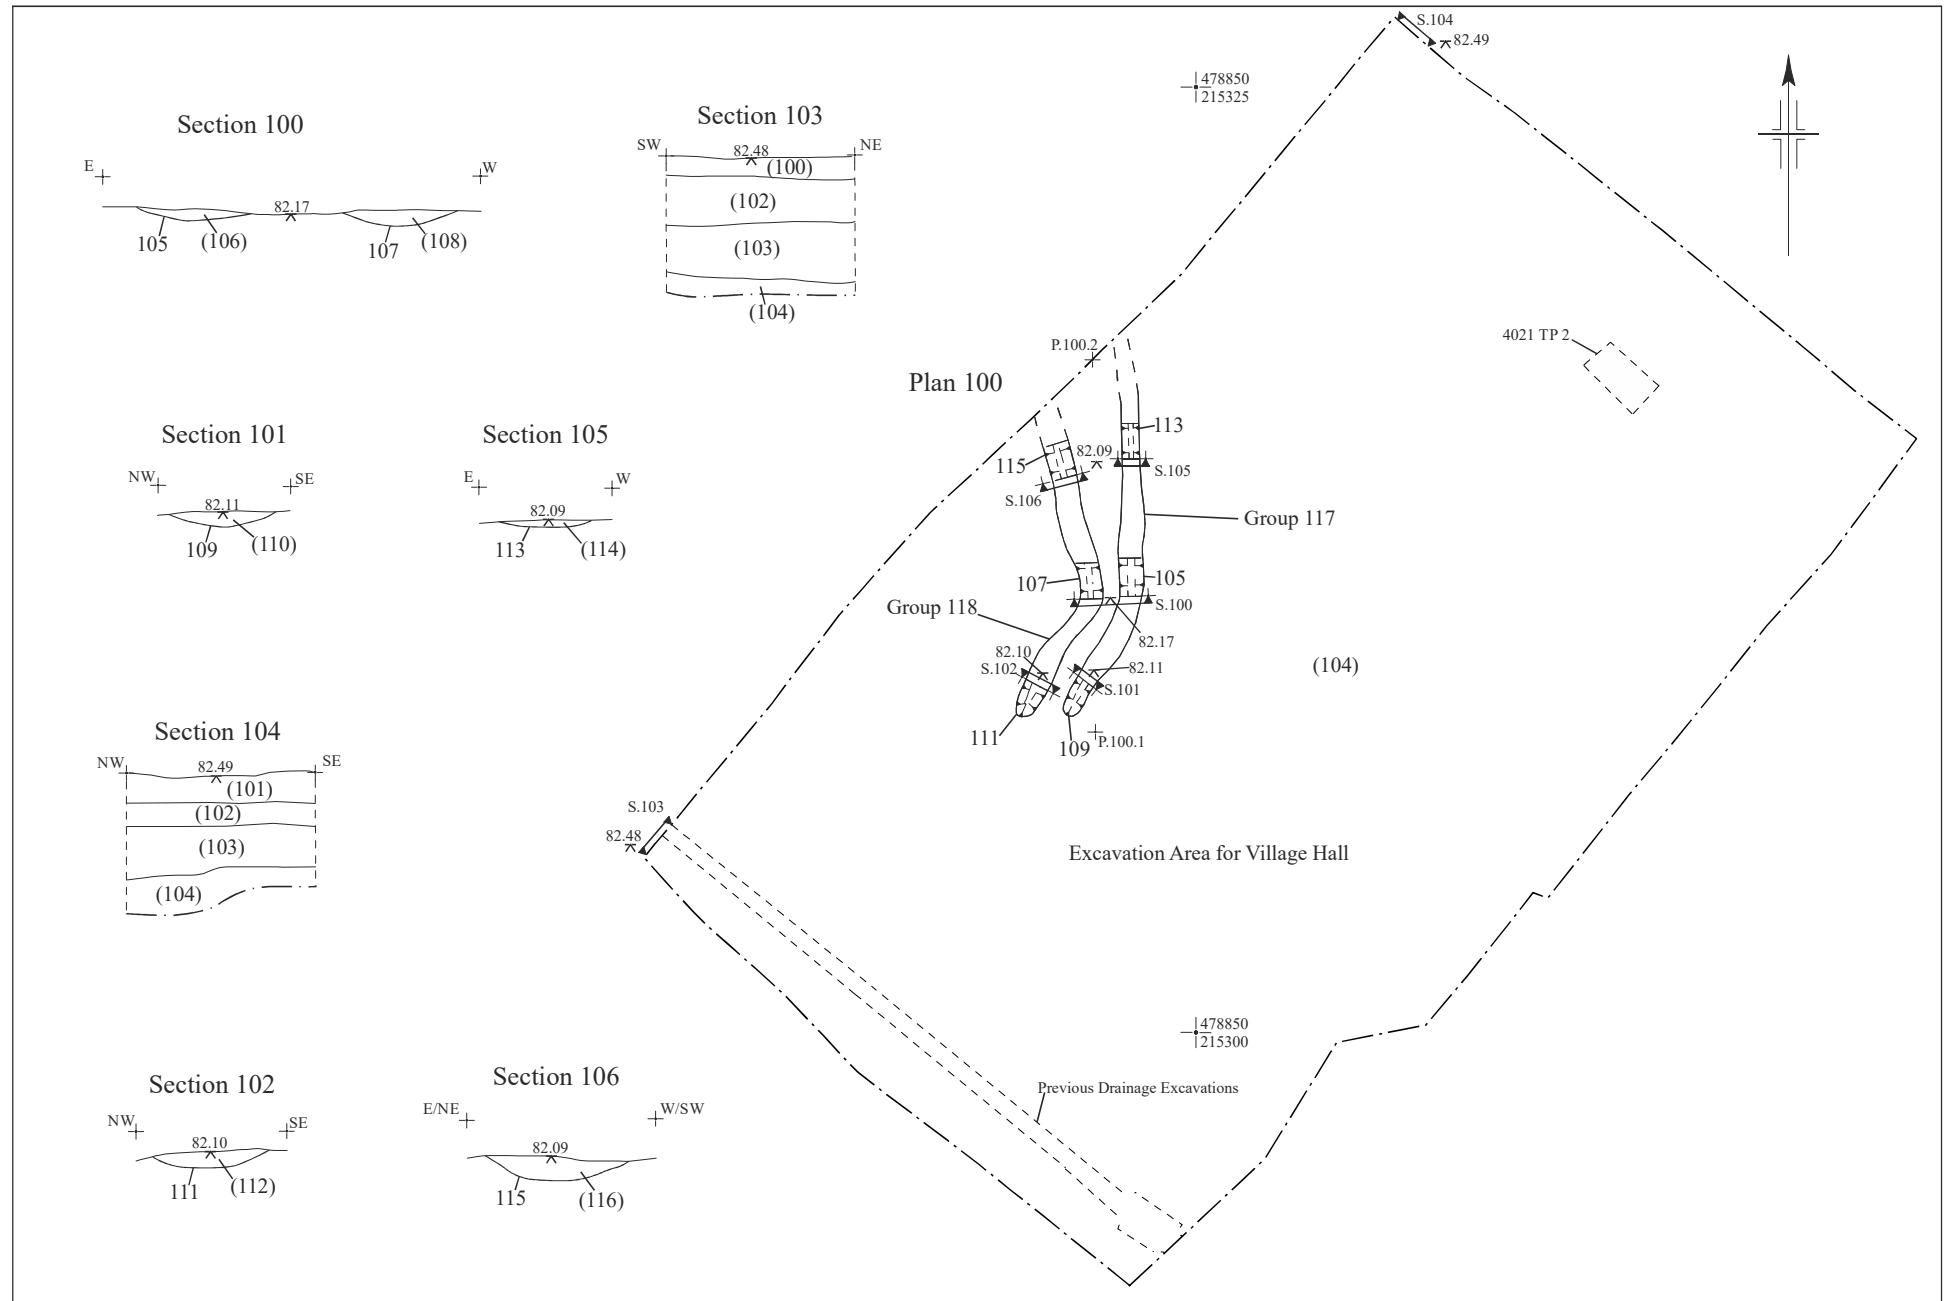 Section 100
E
W
82.17
105
(106)
107
(108)
Section 103
SW
NE
82.48
(100)
(102)
(103)
(104)
Section 101
NW
SE
82.11
109
(110)
Section 105
E
W
82.09
113
(114)
Section 104
NW
SE
82.49
(101)
(102)
(103)
(104)
Section 102
NW
SE
82.10
111
(112)
Section 106
E/NE
W/SW
82.09
115
(116)
Plan 100
S.104
82.49
478850
215325
P.100.2
4021 TP 2
113
82.09
115
S.105
S.106
Group 117
107
105
S.100
Group 118
82.17
82.10
S.102
82.11
S.101
(104)
111
109
P.100.1
S.103
82.48
Excavation Area for Village Hall
478850
215300
Previous Drainage Excavations